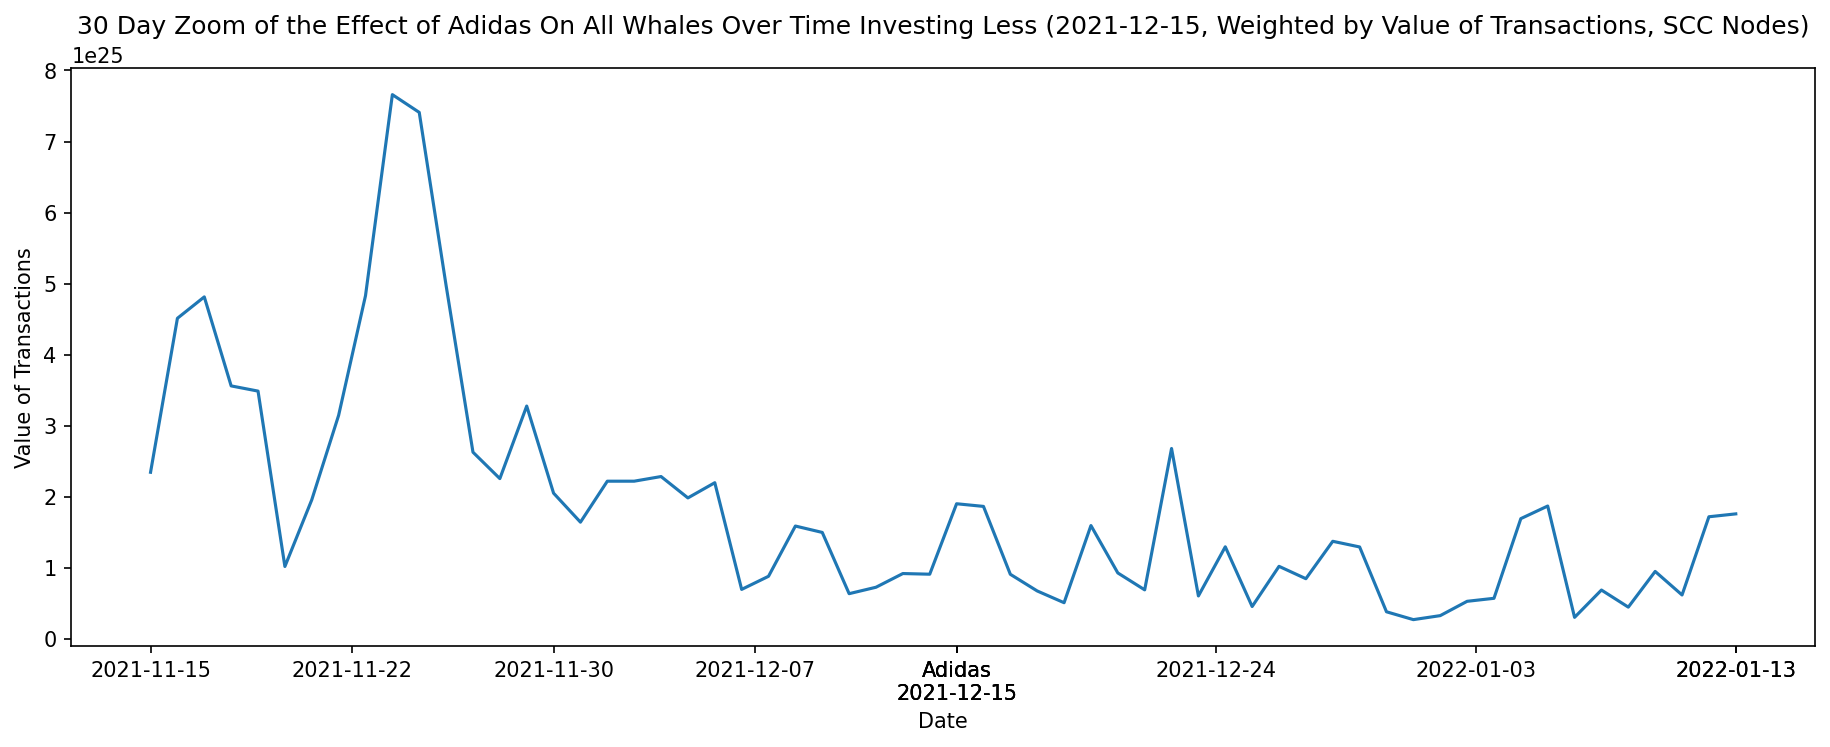 30 Day Zoom of the Effect of Adidas On All Whales Over Time Investing Less (2021-12-15, Weighted by Value of Transactions, SCC Nodes)
1e25
8
7
6
5
4
3
2
1
0
Value of Transactions
2021-11-15 2021-11-22 2021-11-30 2021-12-07 Adidas 2021-12-24 2022-01-03 2022-01-13
2021-12-15
Date